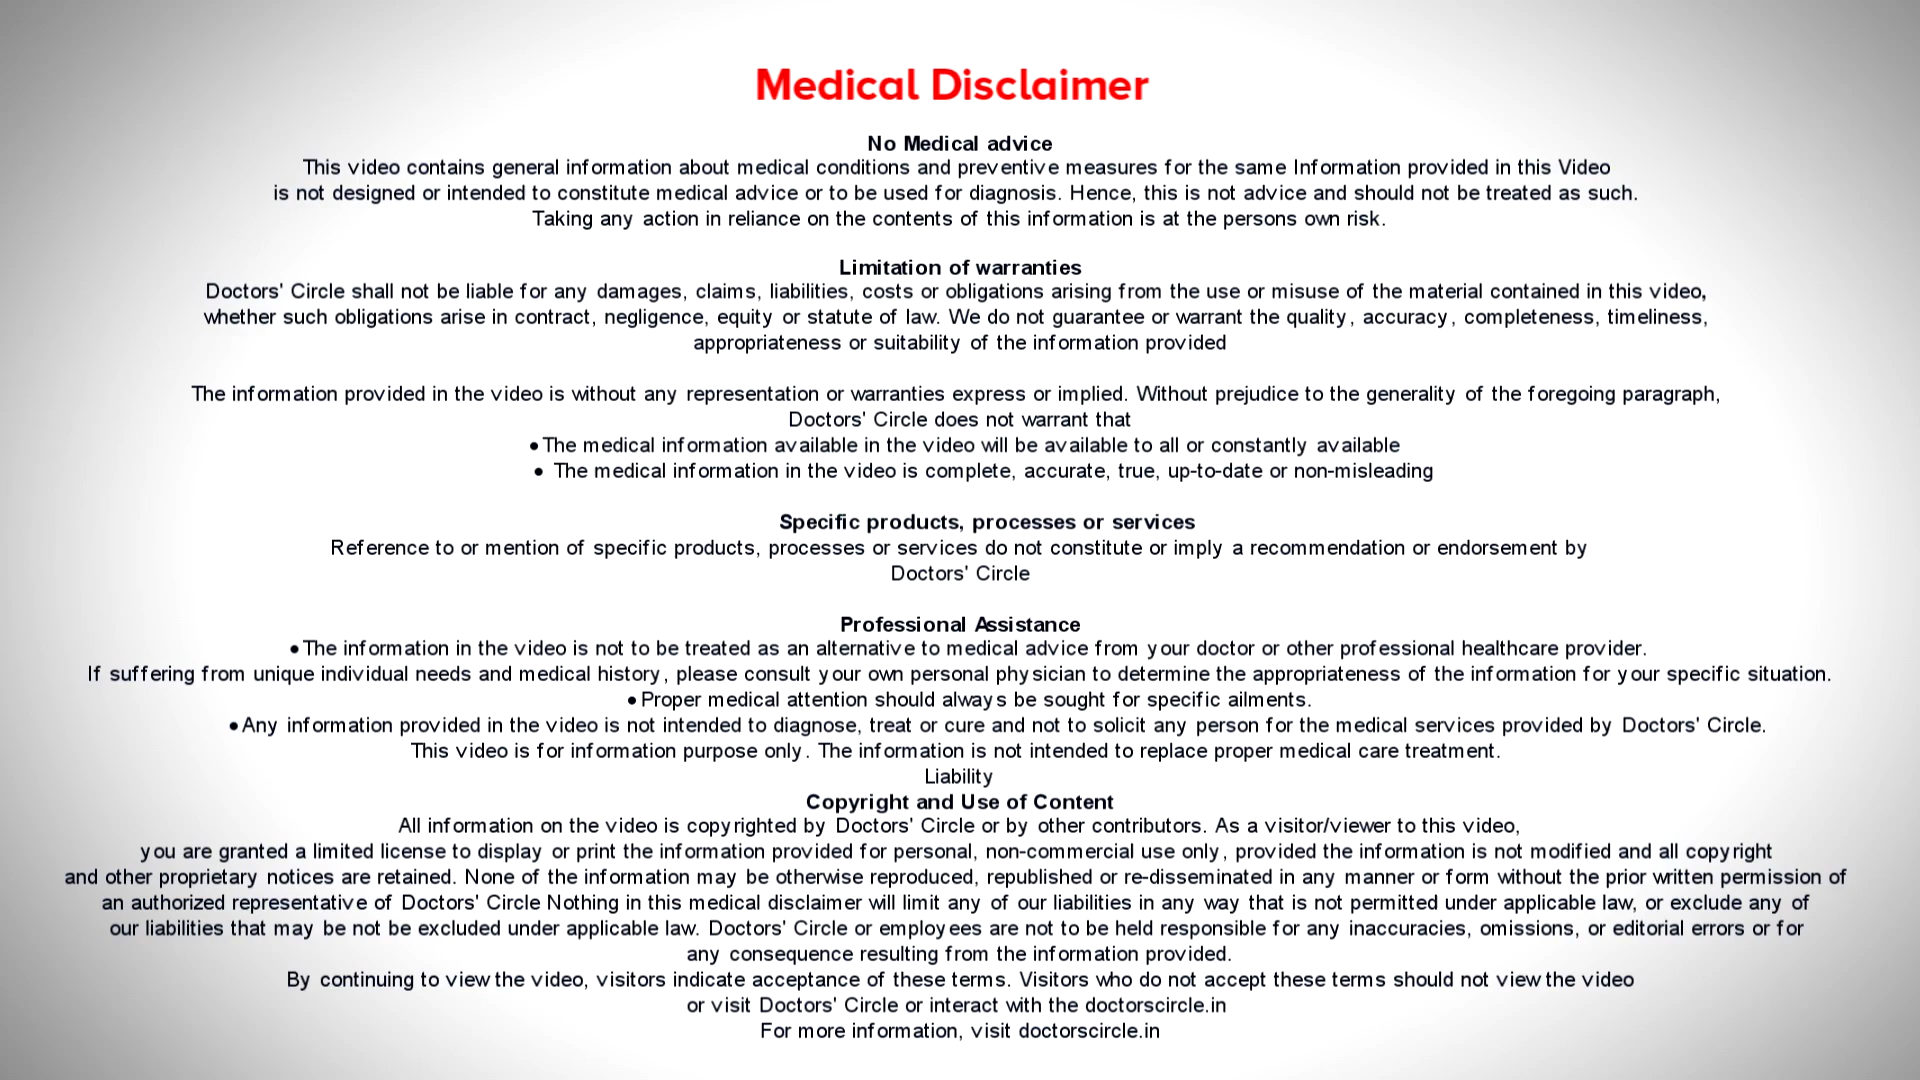 Medical Disclaimer
No Medical advice
This video contains general information about medical conditions and preventive measures for the same Information provided in this Video
is not designed or intended to constitute medical advice or to be used for diagnosis. Hence, this is not advice and should not be treated as such.
Taking any action in reliance on the contents of this information is at the persons own risk.
Limitation of warranties
Doctors' Circle shall not be liable for any damages, claims, liabilities, costs or obligations arising from the use or misuse of the material contained in this video,
whether such obligations arise in contract, negligence, equity or statute of law. We do not guarantee or warrant the quality, accuracy, completeness, timeliness,
appropriateness or suitability of the information provided
The information provided in the video is without any representation or warranties express or implied. Without prejudice to the generality of the foregoing paragraph,
Doctors' Circle does not warrant that
•The medical information available in the video will be available to all or constantly available
• The medical information in the video is complete, accurate, true, up-to-date or non-misleading
Specific products, processes or services
Reference to or mention of specific products, processes or services do not constitute or imply a recommendation or endorsement by
Doctors' Circle
Professional Assistance
•The information in the video is not to be treated as an alternative to medical advice from your doctor or other professional healthcare provider.
If suffering from unique individual needs and medical history, please consult your own personal physician to determine the appropriateness of the information for your specific situation.
•Proper medical attention should always be sought for specific ailments.
•Any information provided in the video is not intended to diagnose, treat or cure and not to solicit any person for the medical services provided by Doctors' Circle.
This video is for information purpose only. The information is not intended to replace proper medical care treatment.
Liability
Copyright and Use of Content
All information on the video is copyrighted by Doctors' Circle or by other contributors. As a visitor/viewer to this video,
you are granted a limited license to display or print the information provided for personal, non-commercial use only, provided the information is not modified and all copyright
and other proprietary notices are retained. None of the information may be otherwise reproduced, republished or re-disseminated in any manner or form without the prior written permission of
an authorized representative of Doctors' Circle Nothing in this medical disclaimer will limit any of our liabilities in any way that is not permitted under applicable law, or exclude any of
our liabilities that may be not be excluded under applicable law. Doctors' Circle or employees are not to be held responsible for any inaccuracies, omissions, or editorial errors or for
any consequence resulting from the information provided.
By continuing to view the video, visitors indicate acceptance of these terms. Visitors who do not accept these terms should not view the video
or visit Doctors' Circle or interact with the doctorscircle.in
For more information, visit doctorscircle.in